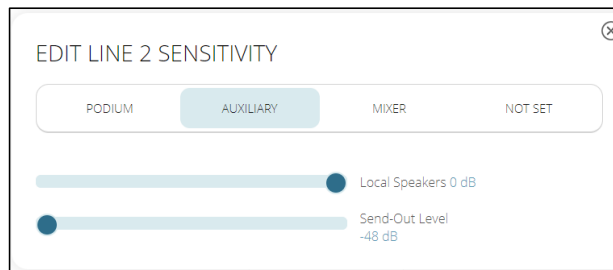 EDIT LINE 2 SENSITIVITY
PODIUM AUXILIARY MIXER NOT SET
Local Speakers 0 dB
Send-Out Level
-48 dB